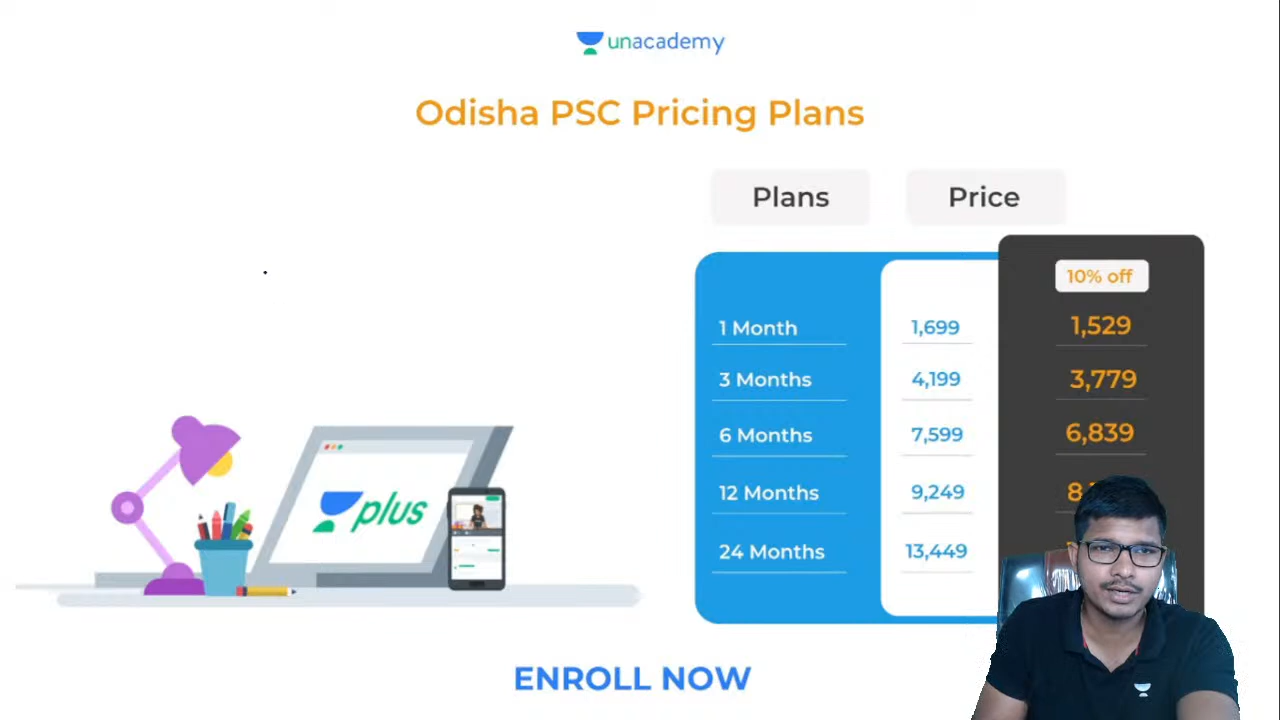 unacademy
Odisha PSC Pricing Plans
Plans Price
10% off
1 Month 1,699 1,529
3 Months 4,199 3,779
6 Months 7,599 6,839
12 Months 9,249
24 Months 13,449
plus
ENROLL NOW